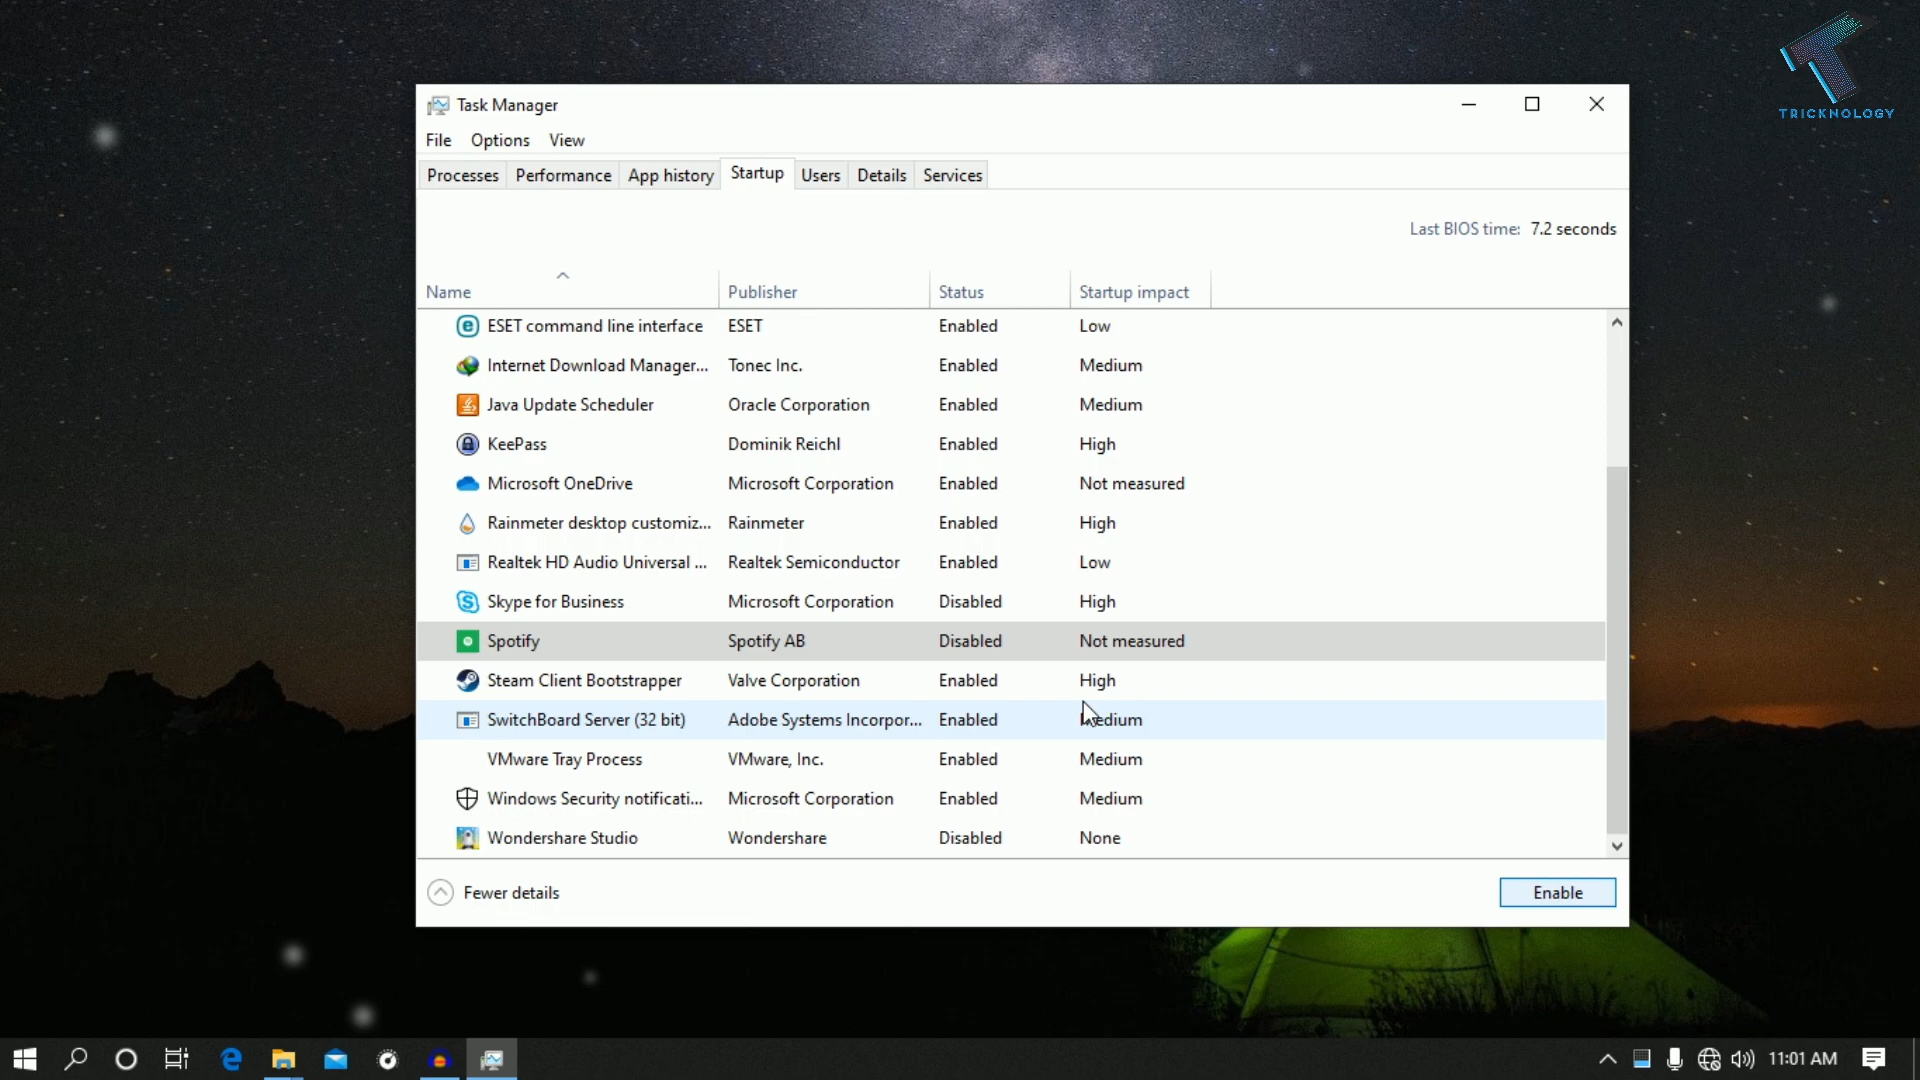 TRICKNOLOGY
Task Manager
File Options View
Processes Performance App history Startup Users Details Services
Last BIOS time: 7.2 seconds
Name Publisher Status Startup impact
ESET command line interface ESET Enabled Low
Internet Download Manager... Tonec Inc. Enabled Medium
Java Update Scheduler Oracle Corporation Enabled Medium
KeePass Dominik Reichl Enabled High
Microsoft OneDrive Microsoft Corporation Enabled Not measured
Rainmeter desktop customiz... Rainmeter Enabled High
Realtek HD Audio Universal ... Realtek Semiconductor Enabled Low
Skype for Business Microsoft Corporation Disabled High
Spotify Spotify AB Disabled Not measured
Steam Client Bootstrapper Valve Corporation Enabled High
SwitchBoard Server (32 bit) Adobe Systems Incorpor... Enabled Medium
VMware Tray Process VMware, Inc. Enabled Medium
Windows Security notificati... Microsoft Corporation Enabled Medium
Wondershare Studio Wondershare Disabled None
Fewer details Enable
11:01 AM